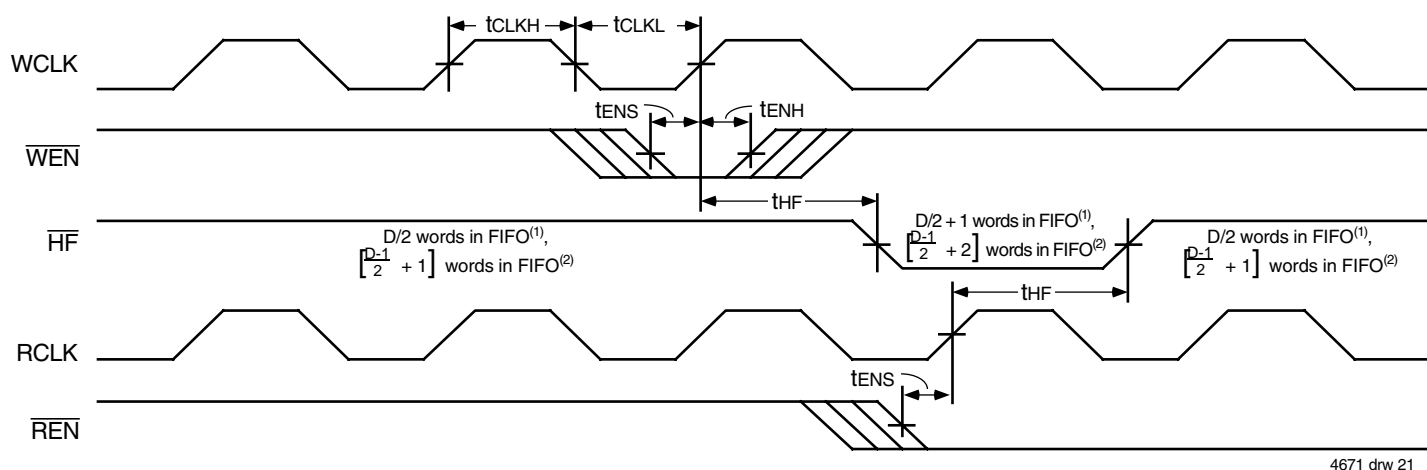 tCLKH
tCLKL
WCLK
tENS
tENH
WEN
tHF
HF
D/2 words in FIFO(1),
[D-1/2 + 1] words in FIFO(2)
D/2 + 1 words in FIFO(1),
[D-1/2 + 2] words in FIFO(2)
D/2 words in FIFO(1),
[D-1/2 + 1] words in FIFO(2)
tHF
RCLK
tENS
REN
4671 drw 21